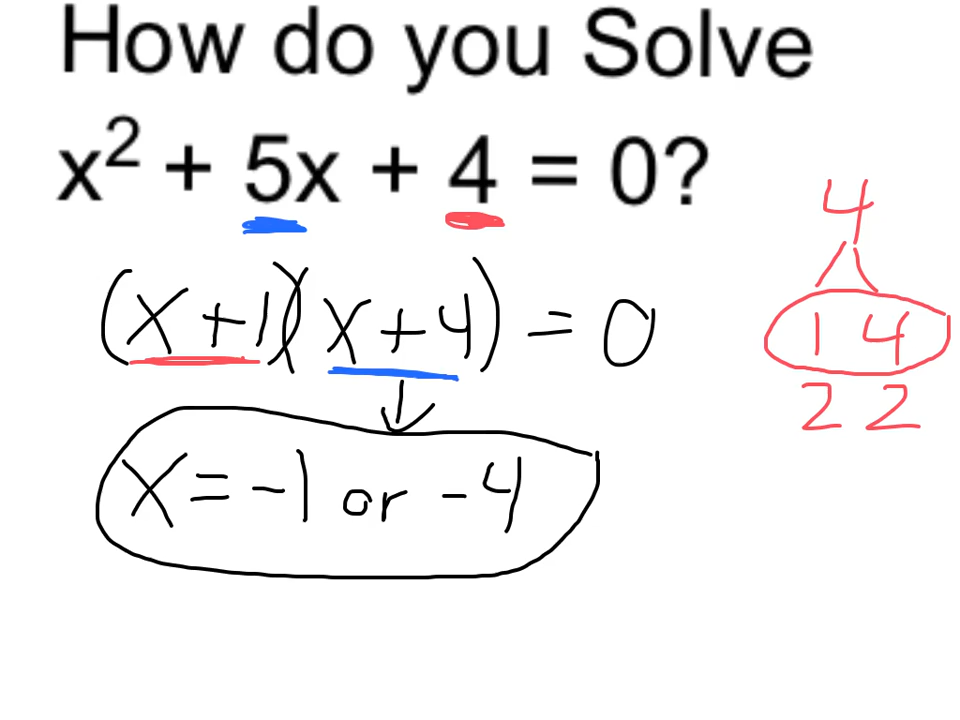 How do you Solve
x² + 5x + 4 = 0?
4
(x+1)(x+4) = 0
1 4
2 2
x = -1 or -4